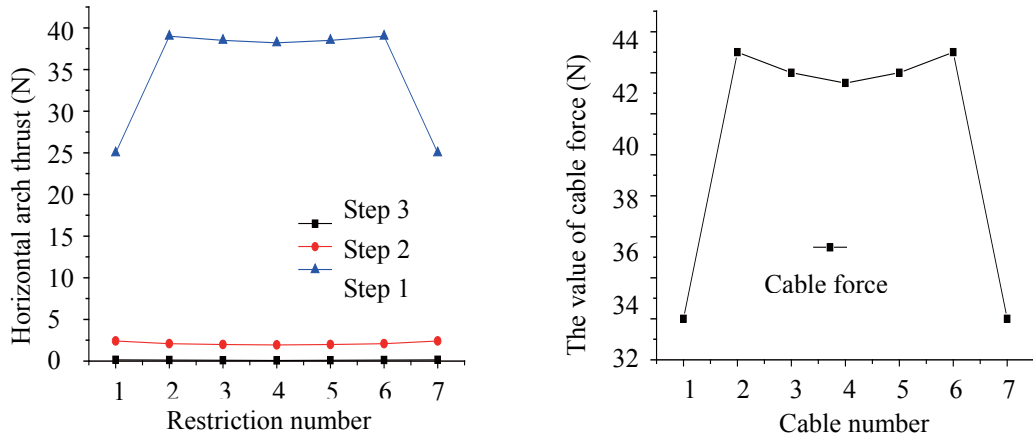 Horizontal arch thrust (N)
40
35
30
25
20
15
10
5
0
Step 3
Step 2
Step 1
1 2 3 4 5 6 7
Restriction number
The value of cable force (N)
44
42
40
38
36
34
32
Cable force
1 2 3 4 5 6 7
Cable number